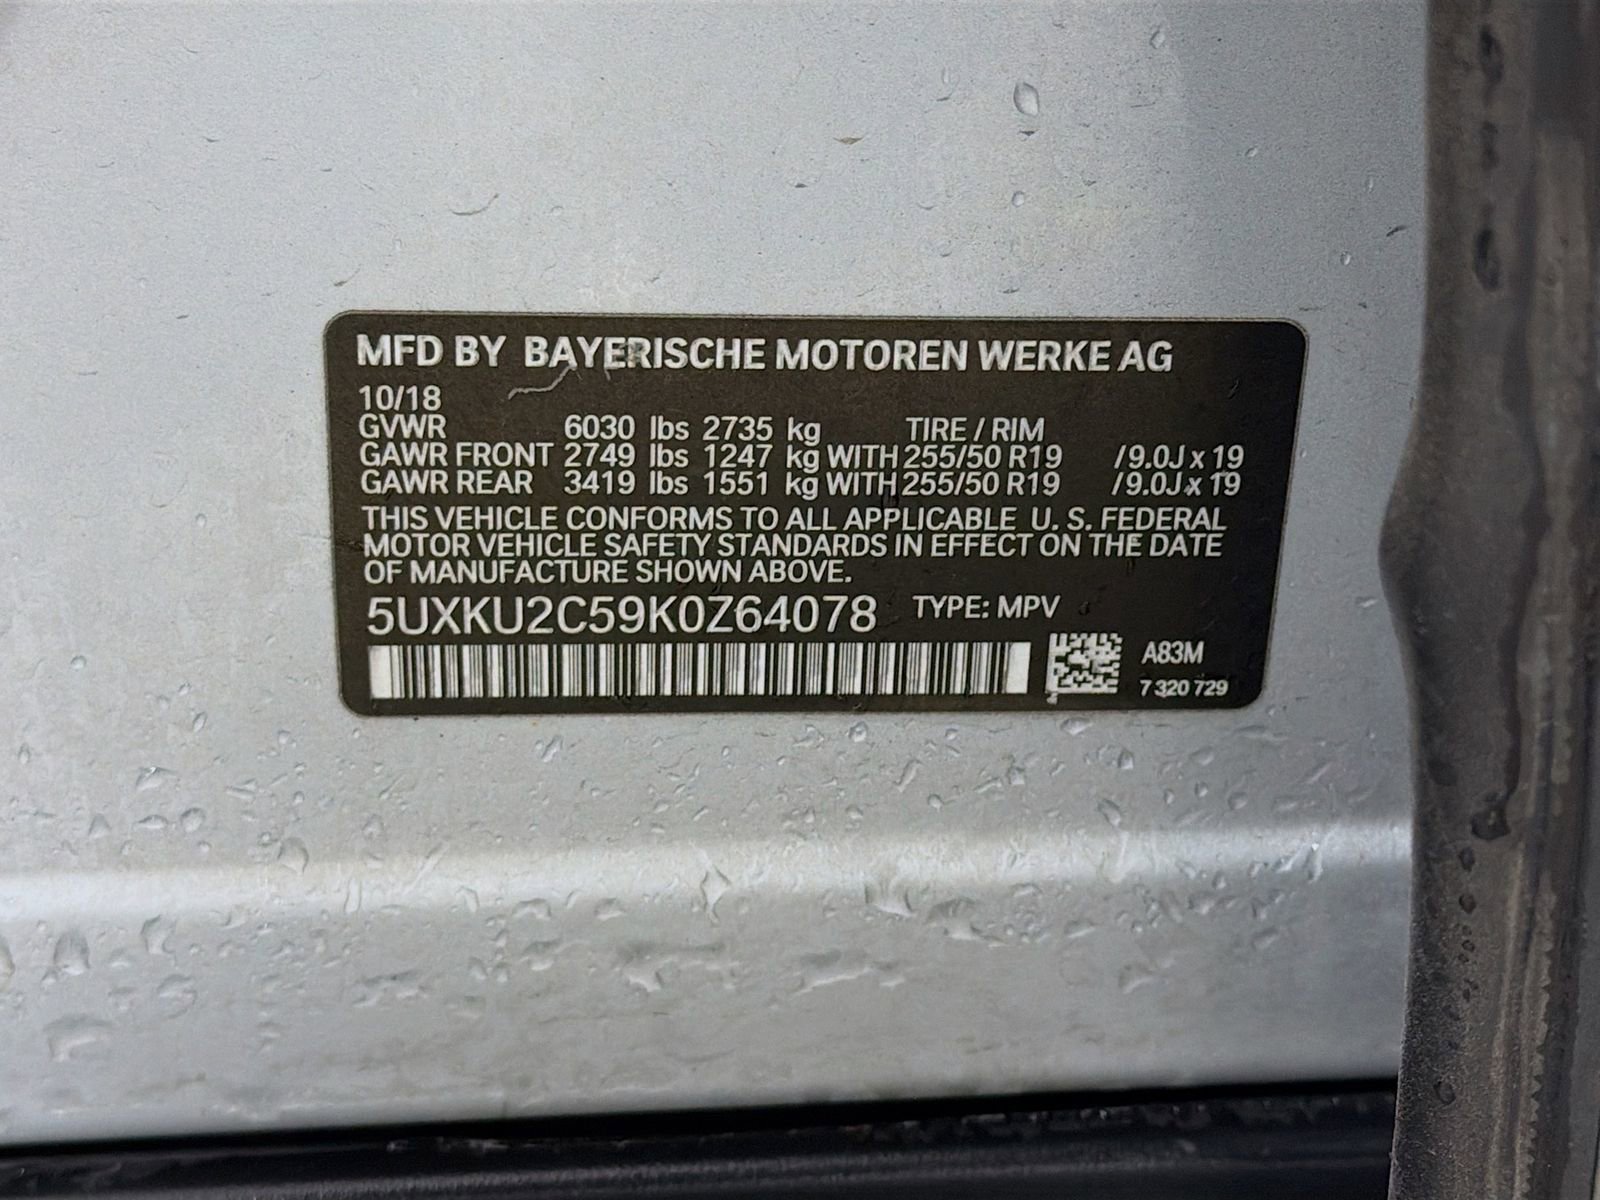 MFD BY BAYERISCHE MOTOREN WERKE AG
10/18
GVWR 6030 lbs 2735 kg TIRE / RIM
GAWR FRONT 2749 lbs 1247 kg WITH 255/50 R19 /9.0J x 19
GAWR REAR 3419 lbs 1551 kg WITH 255/50 R19 /9.0J x 19
THIS VEHICLE CONFORMS TO ALL APPLICABLE U. S. FEDERAL
MOTOR VEHICLE SAFETY STANDARDS IN EFFECT ON THE DATE
OF MANUFACTURE SHOWN ABOVE.
5UXKU2C59K0Z64078 TYPE: MPV
A83M
7 320 729